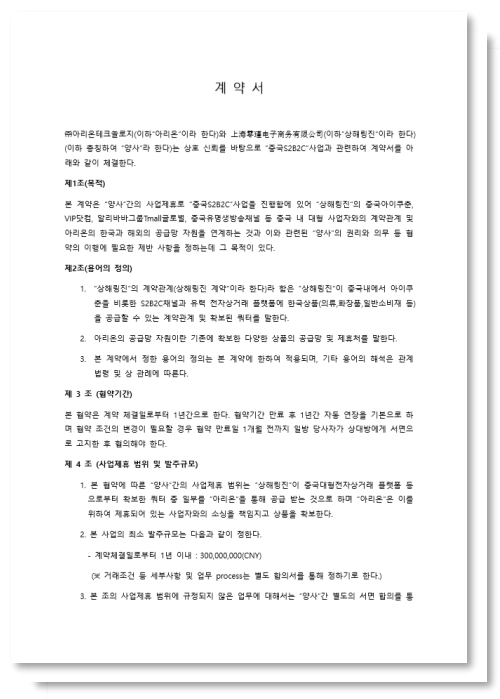 계 약 서
㈜아리온테크놀로지(이하"아리온"이라 한다)와 上海零瑾电子商务有限公司(이하"상해링진"이라 한다)
(이하 총칭하여 "양사"라 한다)는 상호 신뢰를 바탕으로 "중국S2B2C"사업과 관련하여 계약서를 아
래와 같이 체결한다.
제1조(목적)
본 계약은 "양사"간의 사업제휴로 "중국S2B2C"사업을 진행함에 있어 "상해링진"의 중국아이쿠춘,
VIP닷컴, 알리바바그룹Tmall글로벌, 중국유명생방송채널 등 중국 내 대형 사업자와의 계약관계 및
아리온의 한국과 해외의 공급망 자원을 연계하는 것과 이와 관련된 "양사"의 권리와 의무 등 협
약의 이행에 필요한 제반 사항을 정하는데 그 목적이 있다.
제2조(용어의 정의)
1. "상해링진"의 계약관계(상해링진 계약"이라 한다)라 함은 "상해링진"이 중국내에서 아이쿠
춘을 비롯한 S2B2C채널과 유력 전자상거래 플랫폼에 한국상품(의류,화장품,일반소비재 등)
을 공급할 수 있는 계약관계 및 확보된 쿼터를 말한다.
2. 아리온의 공급망 자원이란 기존에 확보한 다양한 상품의 공급망 및 제휴처를 말한다.
3. 본 계약에서 정한 용어의 정의는 본 계약에 한하여 적용되며, 기타 용어의 해석은 관계
법령 및 상 관례에 따른다.
제 3 조 (협약기간)
본 협약은 계약 체결일로부터 1년간으로 한다. 협약기간 만료 후 1년간 자동 연장을 기본으로 하
며 협약 조건의 변경이 필요할 경우 협약 만료일 1개월 전까지 일방 당사자가 상대방에게 서면으
로 고지한 후 협의해야 한다.
제 4 조 (사업제휴 범위 및 발주규모)
1. 본 협약에 따른 "양사"간의 사업제휴 범위는 "상해링진"이 중국대형전자상거래 플랫폼 등
으로부터 확보한 쿼터 중 일부를 "아리온"을 통해 공급 받는 것으로 하며 "아리온"은 이를
위하여 제휴되어 있는 사업자와의 소싱을 책임지고 상품을 확보한다.
2. 본 사업의 최소 발주규모는 다음과 같이 정한다.
- 계약체결일로부터 1년 이내 : 300,000,000(CNY)
(※ 거래조건 등 세부사항 및 업무 process는 별도 합의서를 통해 정하기로 한다.)
3. 본 조의 사업제휴 범위에 규정되지 않은 업무에 대해서는 "양사"간 별도의 서면 합의를 통